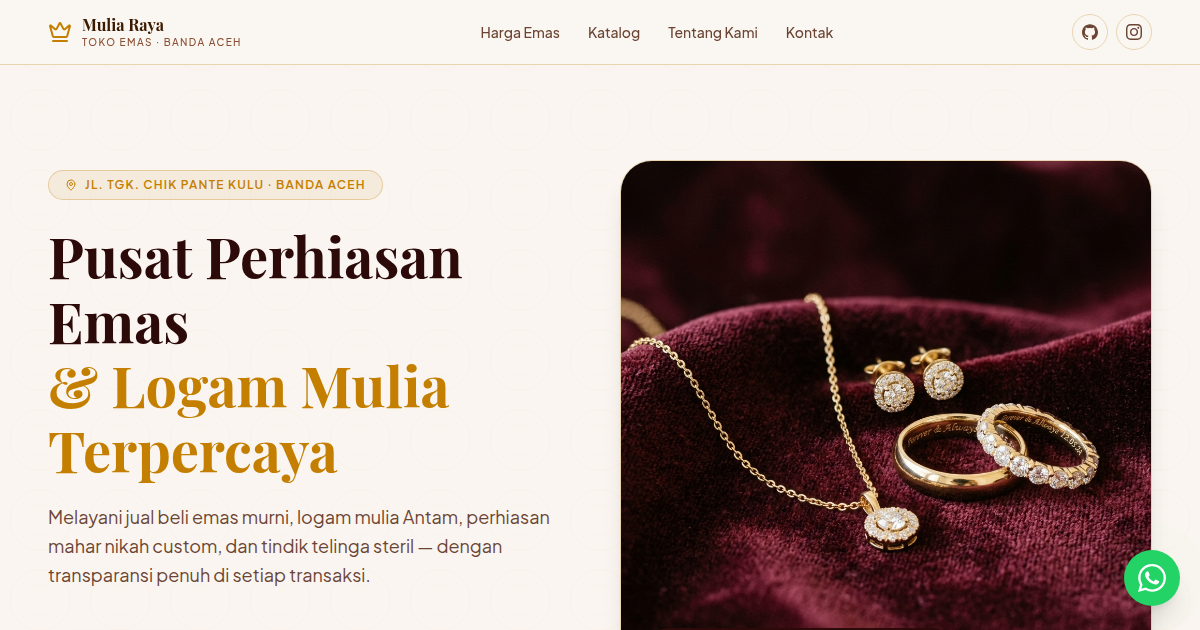 Mulia Raya
TOKO EMAS · BANDA ACEH
Harga Emas
Katalog
Tentang Kami
Kontak
JL. TGK. CHIK PANTE KULU · BANDA ACEH
Pusat Perhiasan
Emas
& Logam Mulia
Terpercaya
Melayani jual beli emas murni, logam mulia Antam, perhiasan
mahar nikah custom, dan tindik telinga steril — dengan
transparansi penuh di setiap transaksi.
Forever & Always